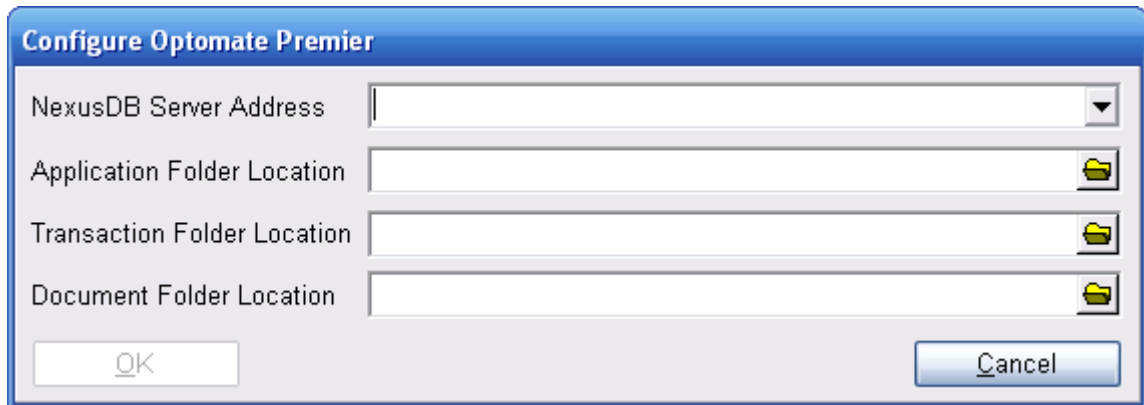 Configure Optomate Premier
NexusDB Server Address
Application Folder Location
Transaction Folder Location
Document Folder Location
OK Cancel